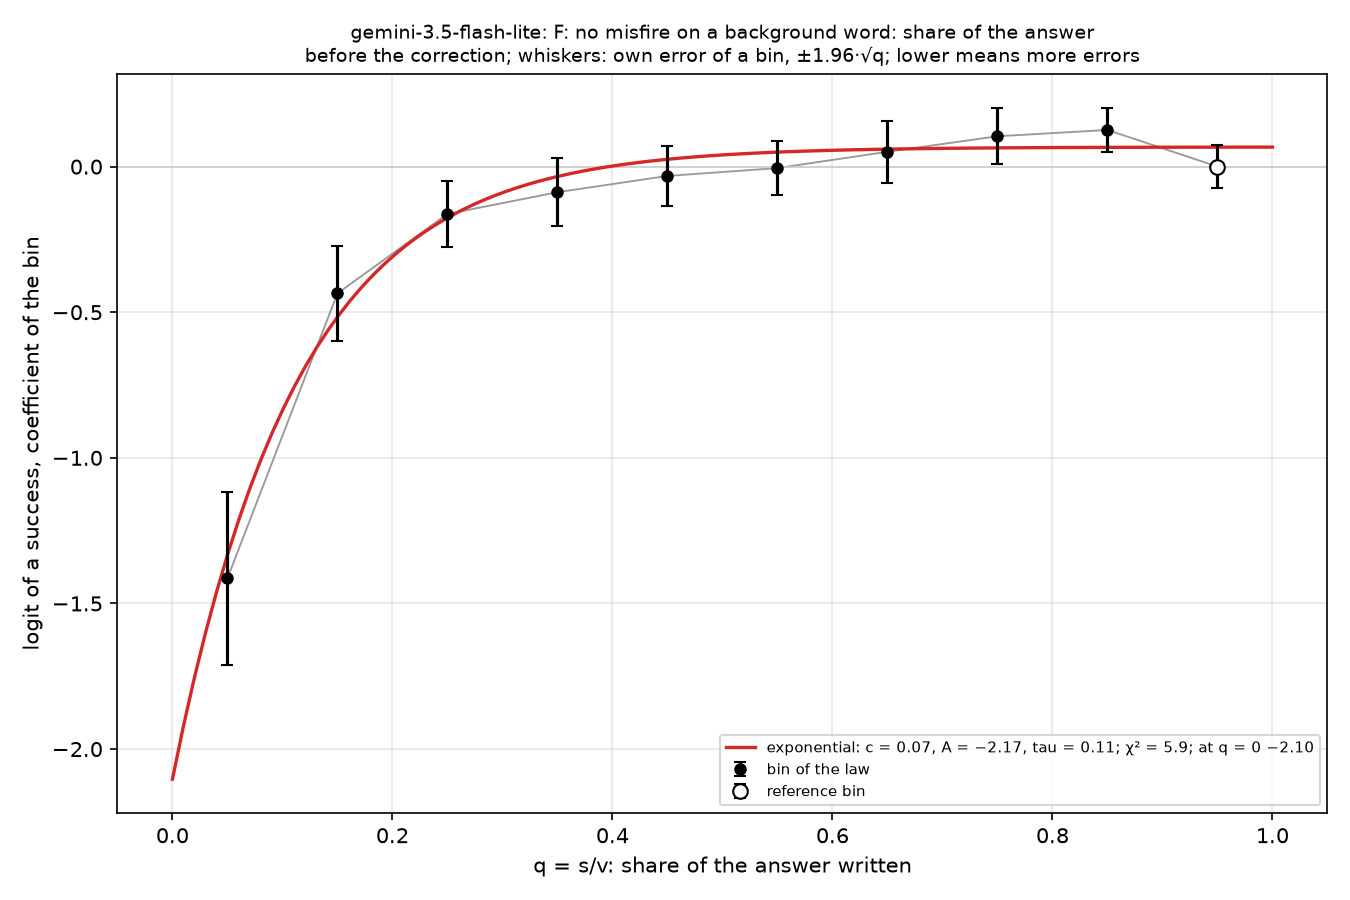 gemini-3.5-flash-lite: F: no misfire on a background word: share of the answer
before the correction; whiskers: own error of a bin, ±1.96·√q; lower means more errors
logit of a success, coefficient of the bin
0.0
−0.5
−1.0
−1.5
−2.0
exponential: c = 0.07, A = −2.17, tau = 0.11; χ² = 5.9; at q = 0 −2.10
bin of the law
reference bin
0.0
0.2
0.4
0.6
0.8
1.0
q = s/v: share of the answer written